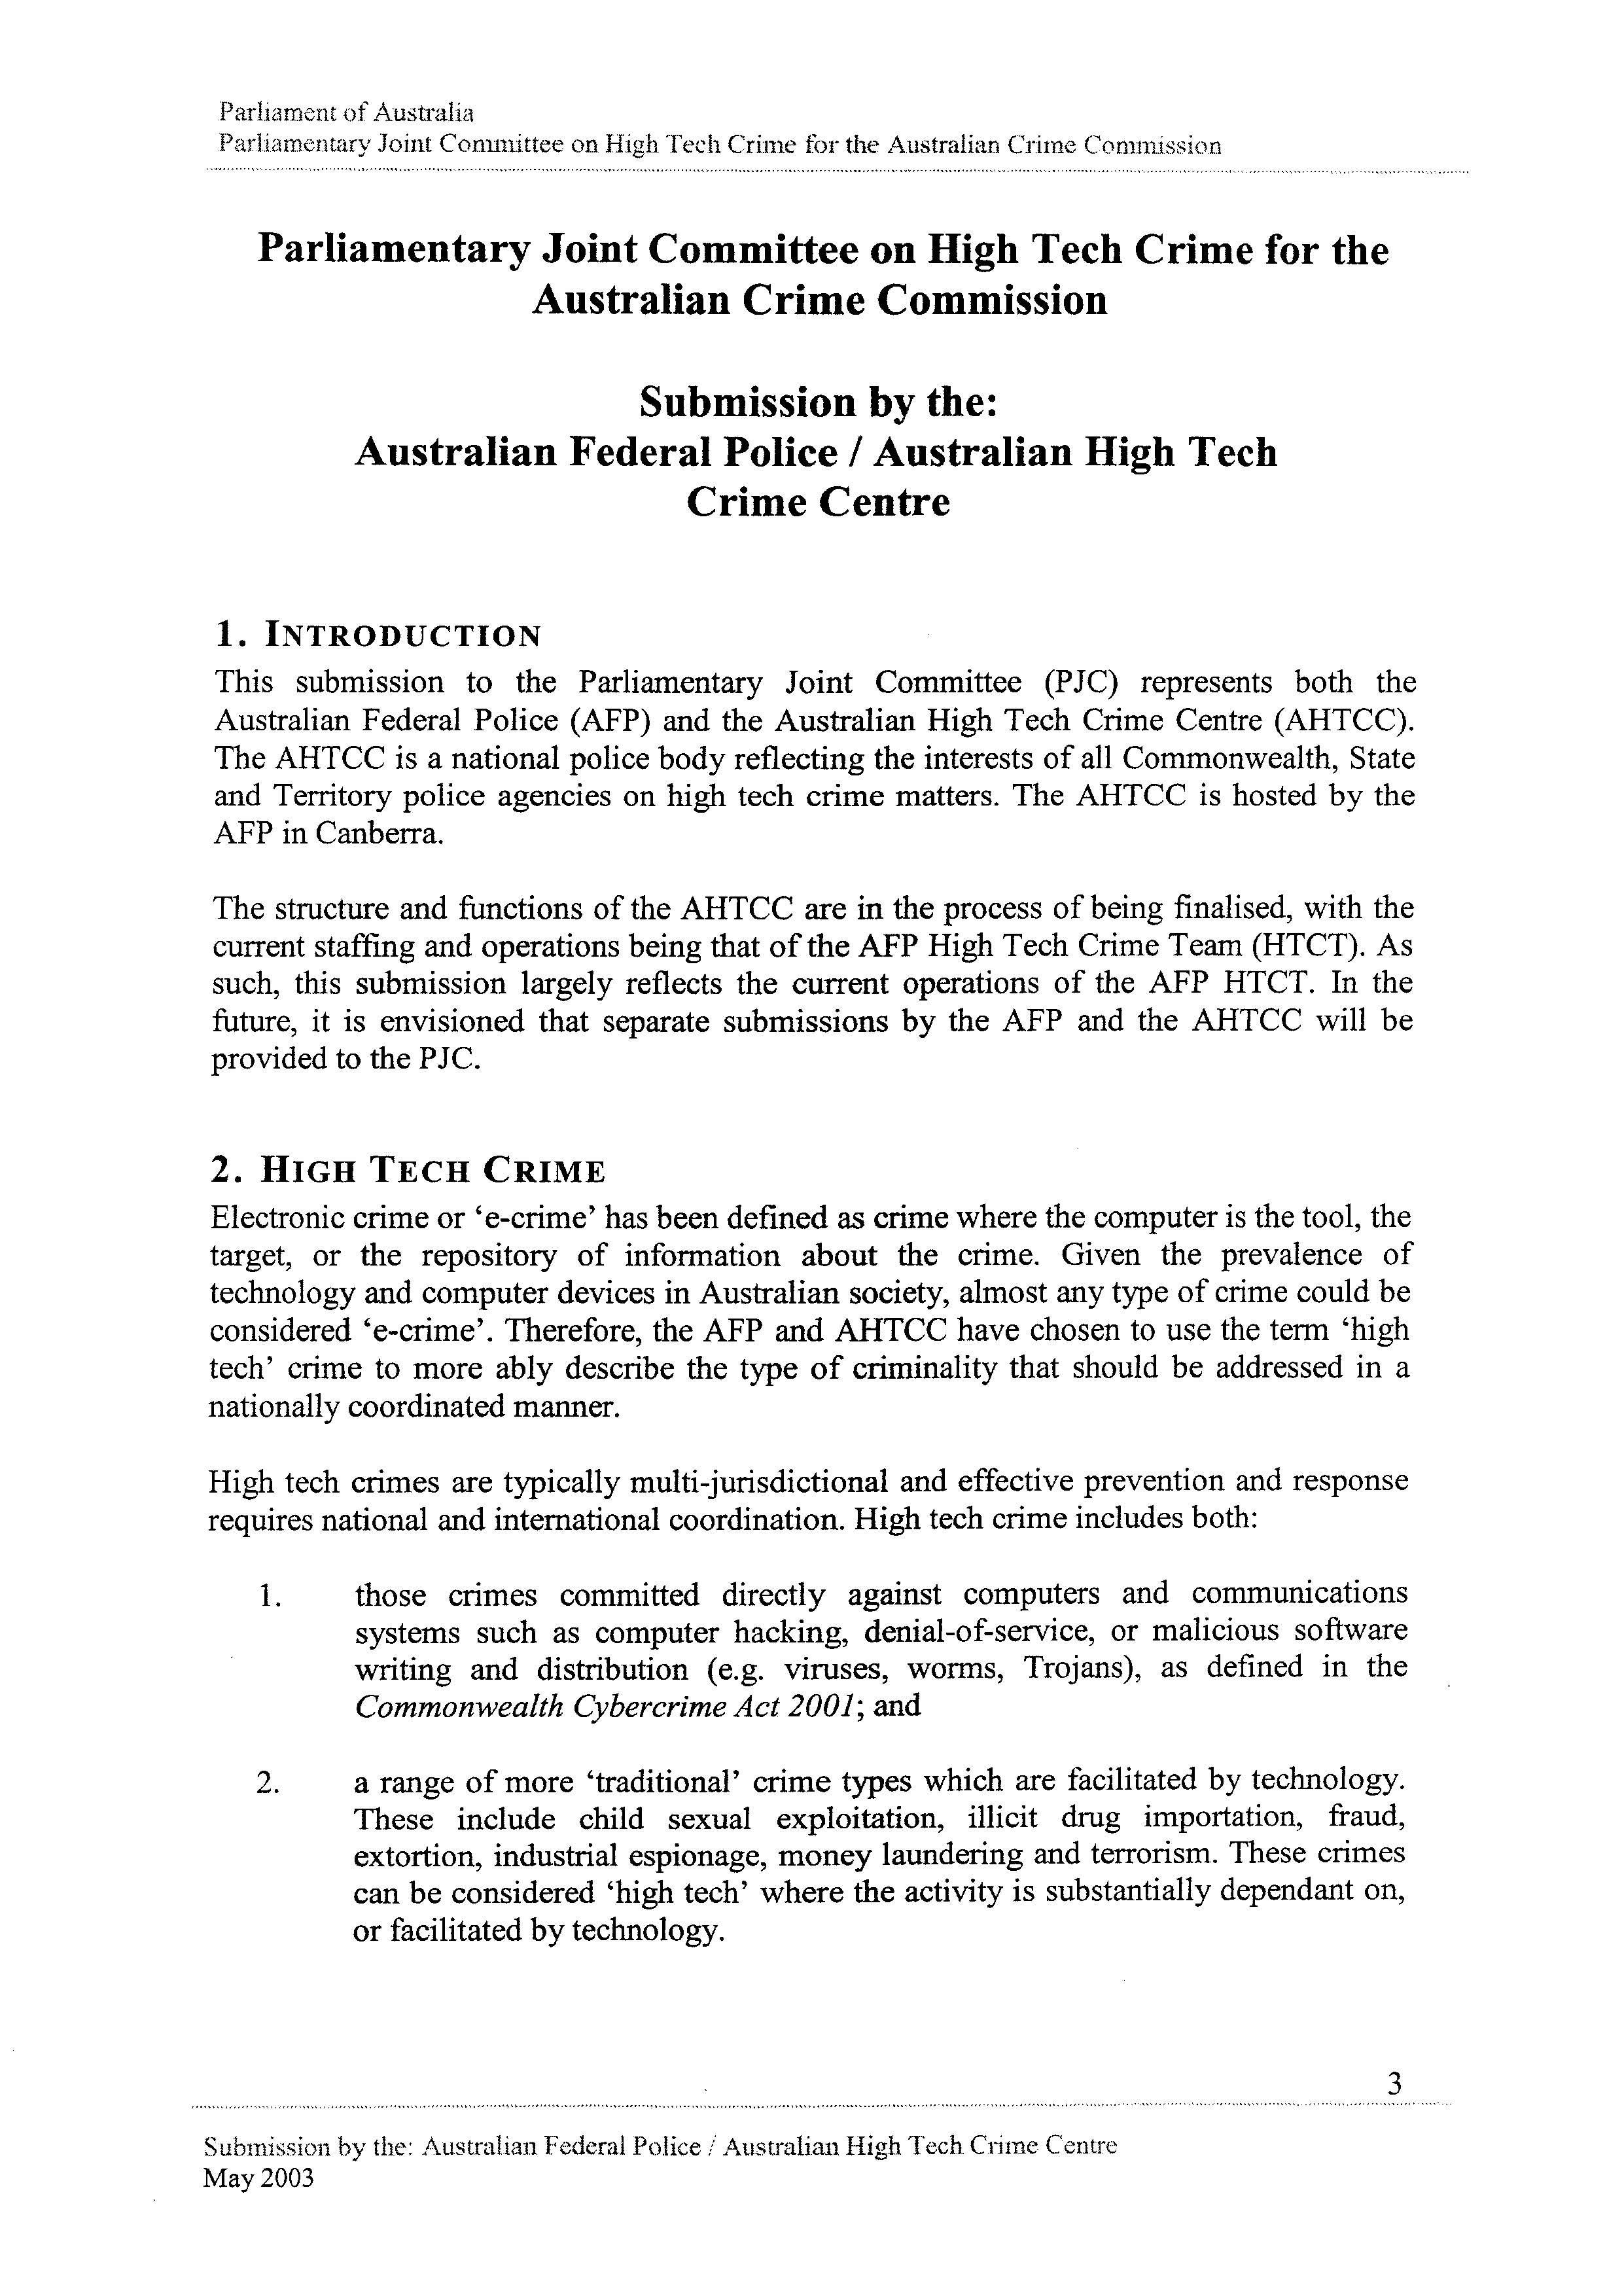 Parliament of Australia
Parliamentary Joint Committee on High Tech Crime for the Australian Crime Commission
Parliamentary Joint Committee on High Tech Crime for the
Australian Crime Commission
Submission by the:
Australian Federal Police / Australian High Tech
Crime Centre
1. INTRODUCTION
This submission to the Parliamentary Joint Committee (PJC) represents both the
Australian Federal Police (AFP) and the Australian High Tech Crime Centre (AHTCC).
The AHTCC is a national police body reflecting the interests of all Commonwealth, State
and Territory police agencies on high tech crime matters. The AHTCC is hosted by the
AFP in Canberra.
The structure and functions of the AHTCC are in the process of being finalised, with the
current staffing and operations being that of the AFP High Tech Crime Team (HTCT). As
such, this submission largely reflects the current operations of the AFP HTCT. In the
future, it is envisioned that separate submissions by the AFP and the AHTCC will be
provided to the PJC.
2. HIGH TECH CRIME
Electronic crime or ‘e-crime’ has been defined as crime where the computer is the tool, the
target, or the repository of information about the crime. Given the prevalence of
technology and computer devices in Australian society, almost any type of crime could be
considered ‘e-crime’. Therefore, the AFP and AHTCC have chosen to use the term ‘high
tech’ crime to more ably describe the type of criminality that should be addressed in a
nationally coordinated manner.
High tech crimes are typically multi-jurisdictional and effective prevention and response
requires national and international coordination. High tech crime includes both:
1. those crimes committed directly against computers and communications
systems such as computer hacking, denial-of-service, or malicious software
writing and distribution (e.g. viruses, worms, Trojans), as defined in the
Commonwealth Cybercrime Act 2001; and
2. a range of more ‘traditional’ crime types which are facilitated by technology.
These include child sexual exploitation, illicit drug importation, fraud,
extortion, industrial espionage, money laundering and terrorism. These crimes
can be considered ‘high tech’ where the activity is substantially dependant on,
or facilitated by technology.
3
Submission by the: Australian Federal Police / Australian High Tech Crime Centre
May 2003